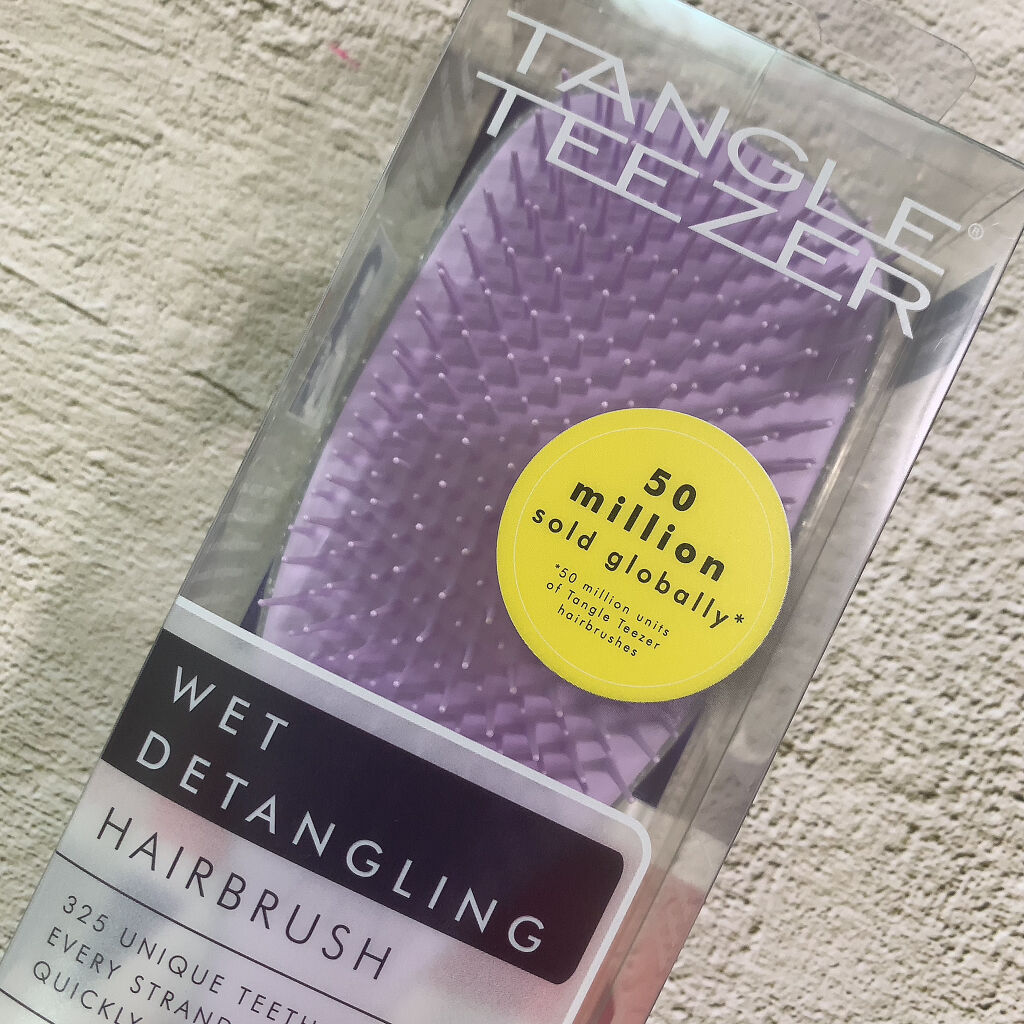 TANGLE
TEEZER®
50
million
sold globally*
*50 million units
of Tangle Teezer
hairbrushes
WET
DETANGLING
HAIRBRUSH
325 UNIQUE TEETH
EVERY STRAND
QUICKLY